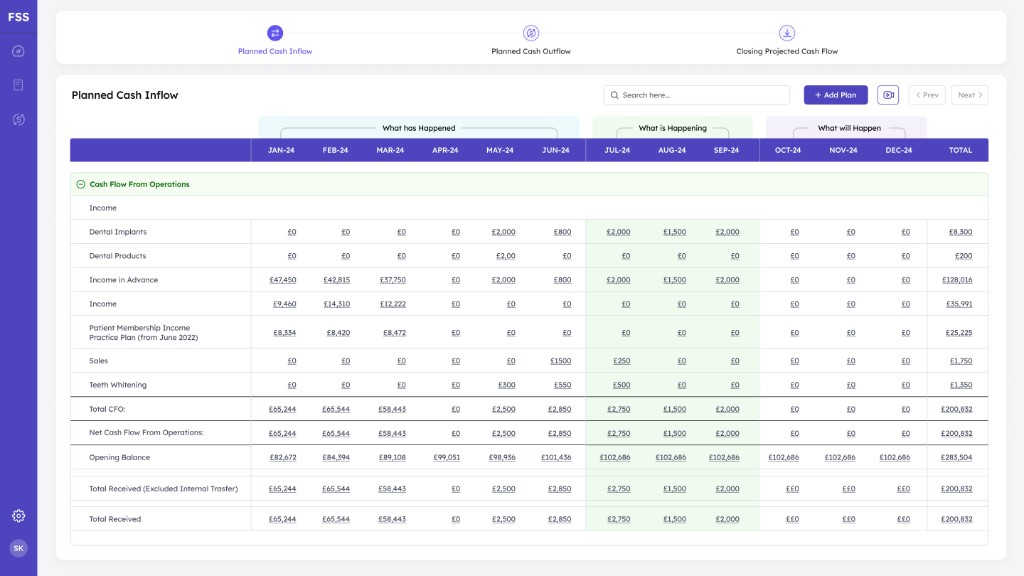 FSS
Planned Cash Inflow
Planned Cash Outflow
Closing Projected Cash Flow
Planned Cash Inflow
Search here...
+ Add Plan
< Prev
Next >
What has Happened
What is Happening
What will Happen
JAN-24 FEB-24 MAR-24 APR-24 MAY-24 JUN-24 JUL-24 AUG-24 SEP-24 OCT-24 NOV-24 DEC-24 TOTAL
Cash Flow From Operations
Income
Dental Implants £0 £0 £0 £0 £2,000 £800 £2,000 £1,500 £2,000 £0 £0 £0 £8,300
Dental Products £0 £0 £0 £0 £2,00 £0 £0 £0 £0 £0 £0 £0 £200
Income in Advance £47,450 £42,815 £37,750 £0 £2,000 £800 £2,000 £1,500 £2,000 £0 £0 £0 £128,016
Income £9,460 £14,310 £12,222 £0 £0 £0 £0 £0 £0 £0 £0 £0 £35,991
Patient Membership Income
Practice Plan (from June 2022) £8,334 £8,420 £8,472 £0 £0 £0 £0 £0 £0 £0 £0 £0 £25,225
Sales £0 £0 £0 £0 £0 £1500 £250 £0 £0 £0 £0 £0 £1,750
Teeth Whitening £0 £0 £0 £0 £300 £550 £500 £0 £0 £0 £0 £0 £1,350
Total CFO: £65,244 £65,544 £58,443 £0 £2,500 £2,850 £2,750 £1,500 £2,000 £0 £0 £0 £200,832
Net Cash Flow From Operations: £65,244 £65,544 £58,443 £0 £2,500 £2,850 £2,750 £1,500 £2,000 £0 £0 £0 £200,832
Opening Balance £82,672 £84,394 £89,108 £99,051 £98,936 £101,436 £102,686 £102,686 £102,686 £102,686 £102,686 £102,686 £283,504
Total Received (Excluded Internal Trasfer) £65,244 £65,544 £58,443 £0 £2,500 £2,850 £2,750 £1,500 £2,000 ££0 ££0 ££0 £200,832
Total Received £65,244 £65,544 £58,443 £0 £2,500 £2,850 £2,750 £1,500 £2,000 ££0 ££0 ££0 £200,832
SK